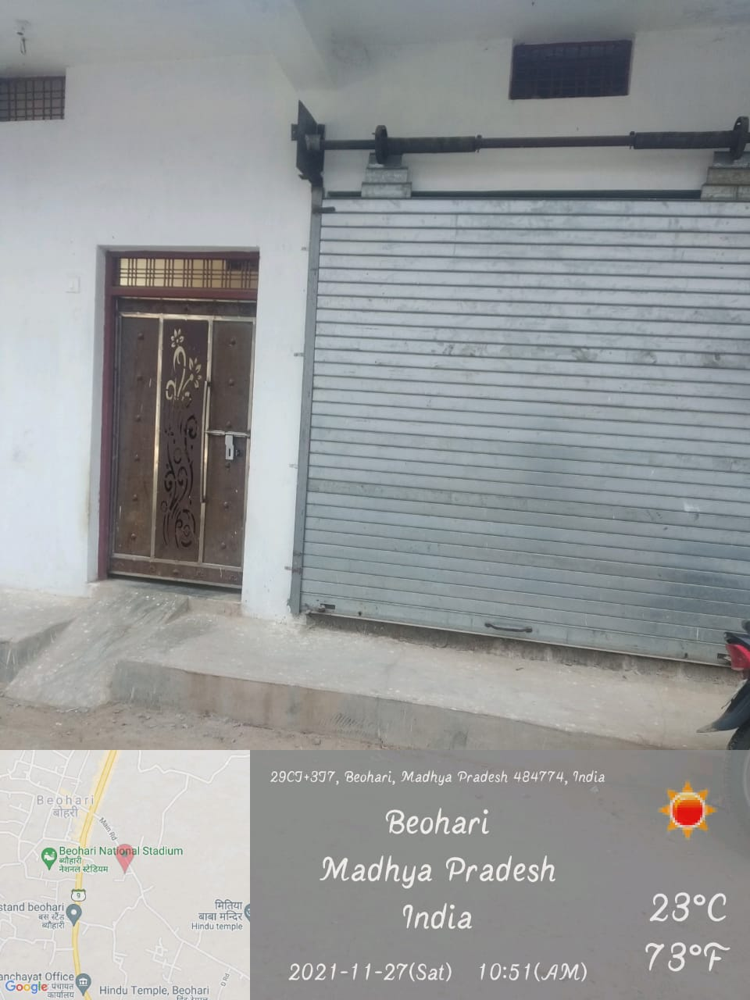 29CJ+3J7, Beohari, Madhya Pradesh 484774, India
Beohari
Madhya Pradesh
India
23°C
73°F
2021-11-27(Sat) 10:51(AM)
Beohari
बोहरी
Main Rd
Beohari National Stadium
ब्यौहारी
नेशनल स्टेडियम
9
stand beohari
बस स्टैंड
ब्यौहारी
मितिया
बाबा मन्दिर
Hindu temple
anchayat Office
पंचायत
कार्यालय
Google
Hindu Temple, Beohari
Rd